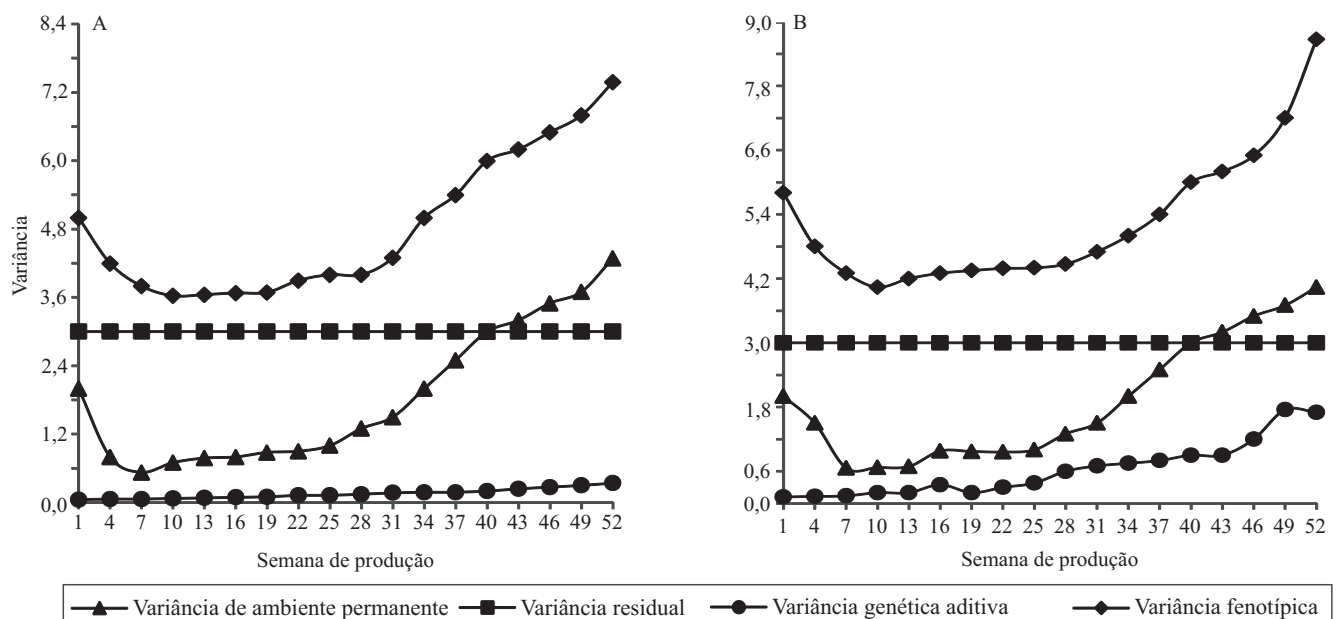 A
8,4
7,2
6,0
4,8
3,6
2,4
1,2
0,0
Variância
1 4 7 10 13 16 19 22 25 28 31 34 37 40 43 46 49 52
Semana de produção
B
9,0
7,8
6,6
5,4
4,2
3,0
1,8
0,6
0,0
1 4 7 10 13 16 19 22 25 28 31 34 37 40 43 46 49 52
Semana de produção
Variância de ambiente permanente Variância residual Variância genética aditiva Variância fenotípica